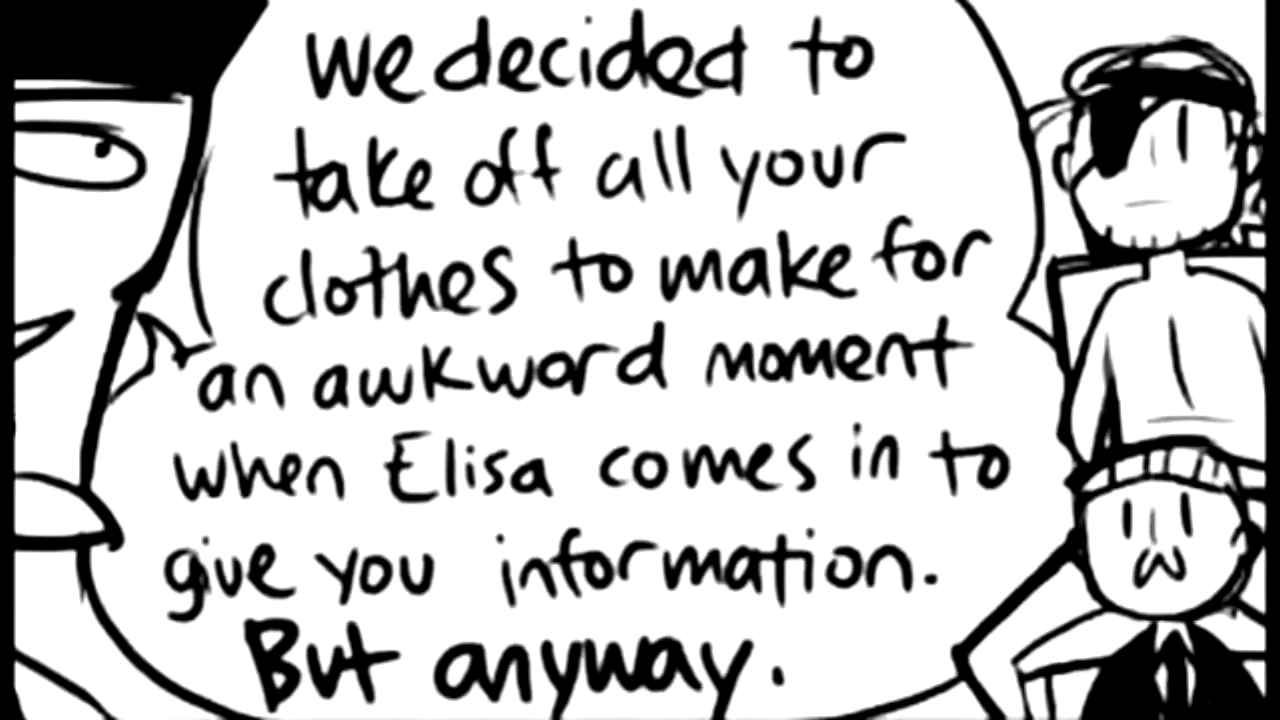 we decided to
take off all your
clothes to make for
an awkword moment
when Elisa comes in to
give you information.
But anyway.